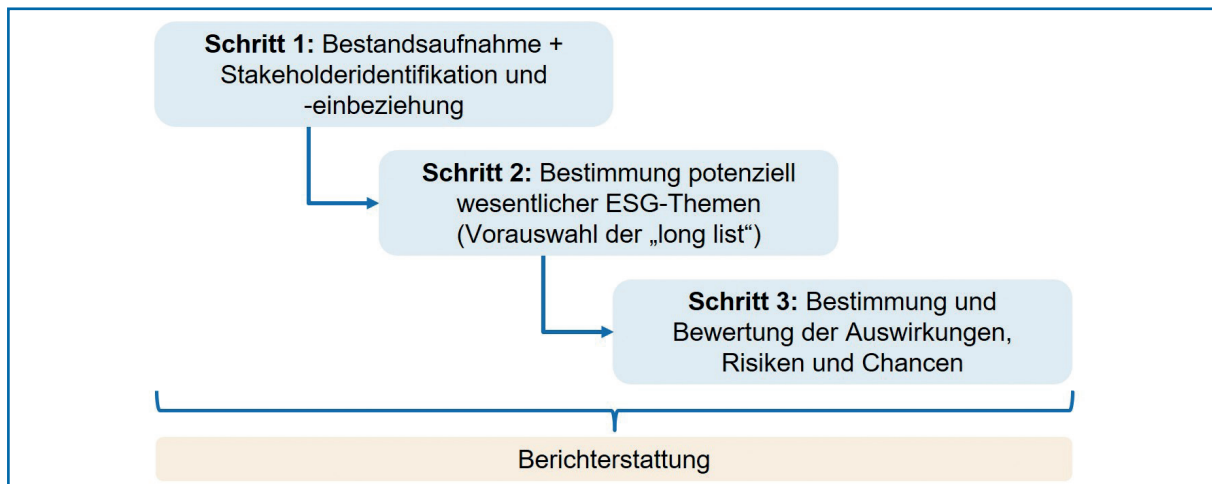 Schritt 1: Bestandsaufnahme +
Stakeholderidentifikation und
-einbeziehung
Schritt 2: Bestimmung potenziell
wesentlicher ESG-Themen
(Vorauswahl der „long list“)
Schritt 3: Bestimmung und
Bewertung der Auswirkungen,
Risiken und Chancen
Berichterstattung